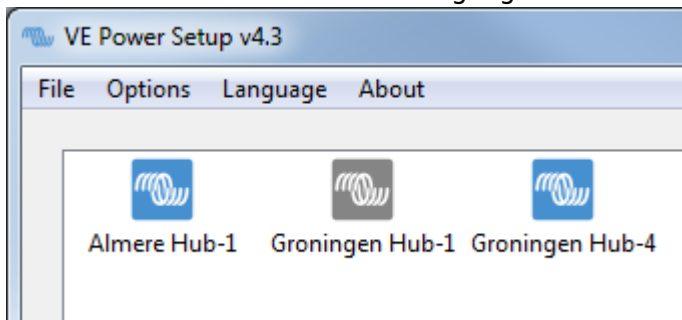 VE Power Setup v4.3
File Options Language About
Almere Hub-1 Groningen Hub-1 Groningen Hub-4